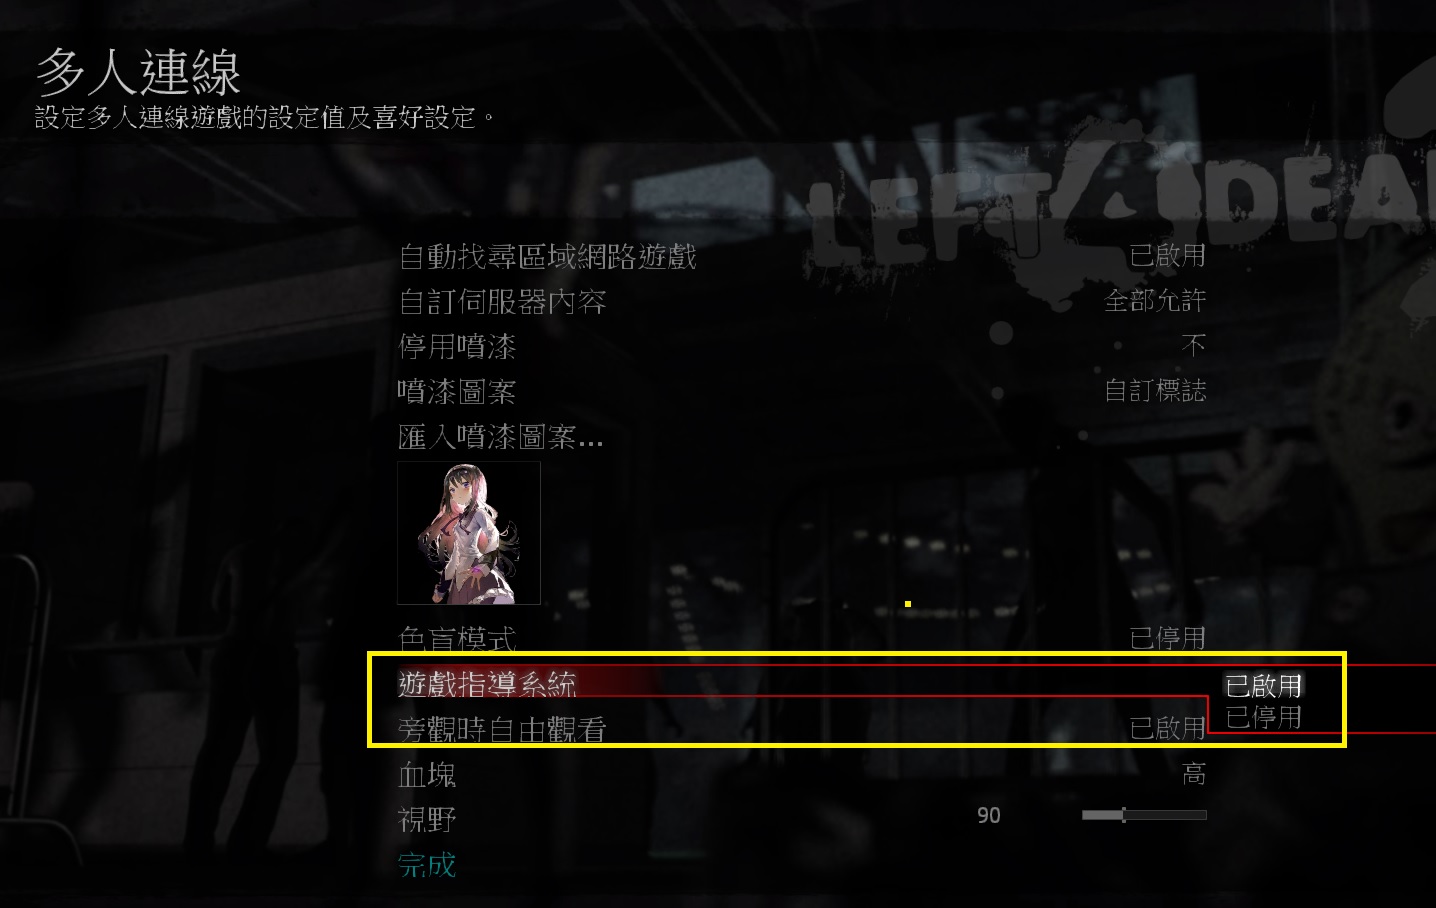 多人連線
設定多人連線遊戲的設定值及喜好設定。
LEFT 4 DEA
自動找尋區域網路遊戲 已啟用
自訂伺服器內容 全部允許
停用噴漆 不
噴漆圖案 自訂標誌
匯入噴漆圖案...
色盲模式 已停用
遊戲指導系統 已啟用
已停用
旁觀時自由觀看 已啟用
血塊 高
視野 90
完成